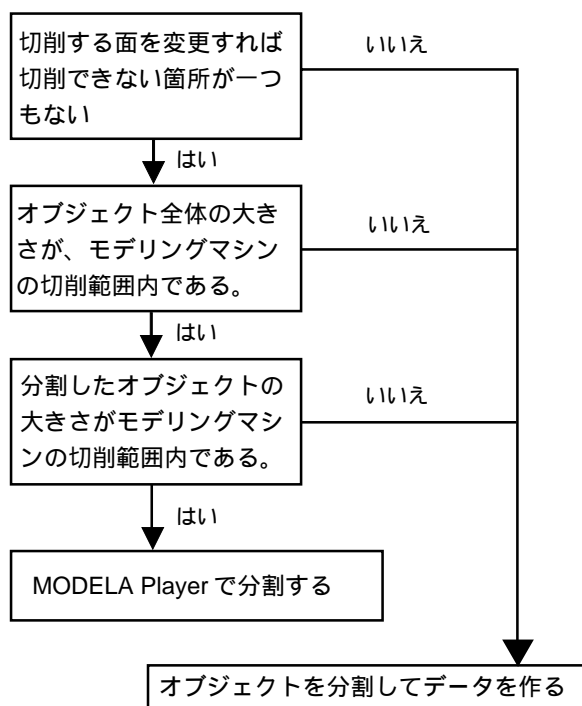 切削する面を変更すれば
切削できない箇所が一つ
もない
いいえ
はい
オブジェクト全体の大き
さが、モデリングマシン
の切削範囲内である。
いいえ
はい
分割したオブジェクトの
大きさがモデリングマシ
ンの切削範囲内である。
いいえ
はい
MODELA Player で分割する
オブジェクトを分割してデータを作る